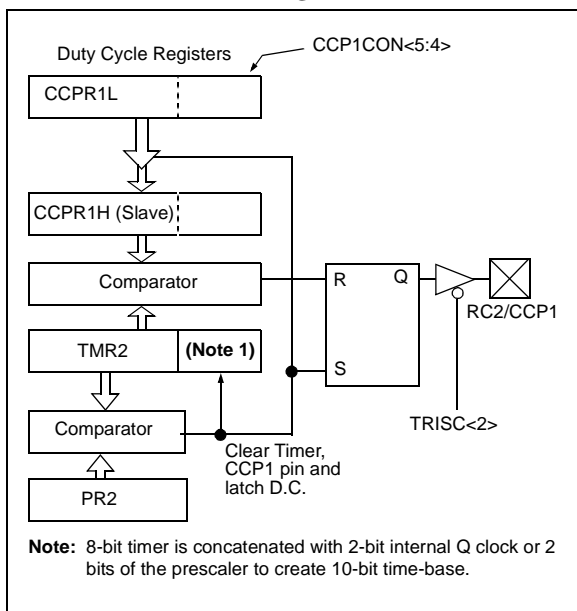 Duty Cycle Registers
CCP1CON<5:4>
CCPR1L
CCPR1H (Slave)
Comparator
R
Q
RC2/CCP1
TMR2
(Note 1)
S
TRISC<2>
Comparator
Clear Timer,
CCP1 pin and
latch D.C.
PR2
Note: 8-bit timer is concatenated with 2-bit internal Q clock or 2
bits of the prescaler to create 10-bit time-base.